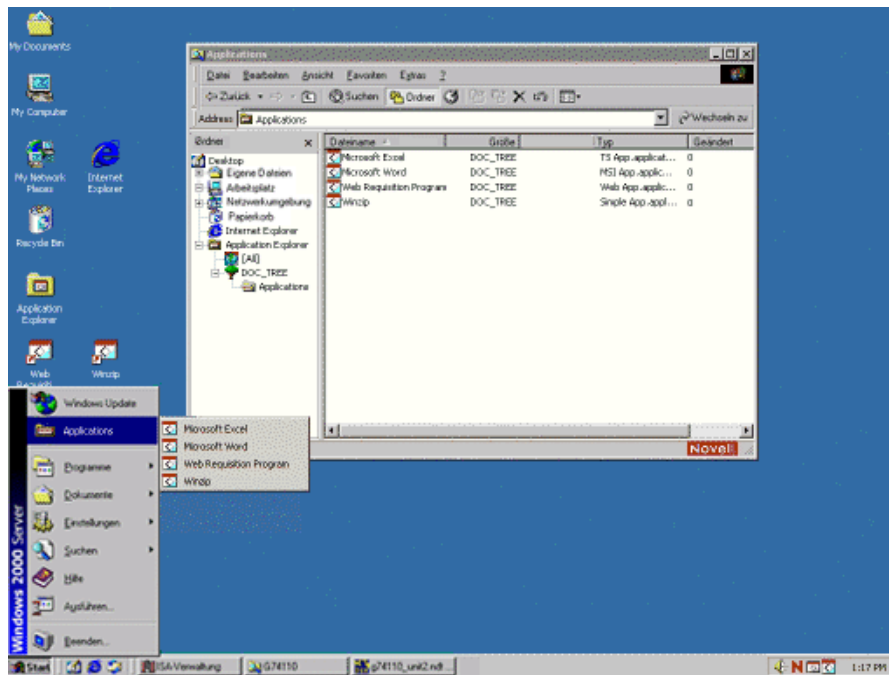 My Documents
My Computer
My Network
Places
Internet
Explorer
Recycle Bin
Application
Explorer
Web
Winzip
Applications
Datei Bearbeiten Ansicht Favoriten Extras ?
Zurück Suchen Ordner
Address Applications Wechseln zu
Ordner
Desktop
Eigene Dateien
Arbeitsplatz
Netzwerkumgebung
Papierkorb
Internet Explorer
Application Explorer
[All]
DOC_TREE
Applications
Dateiname Größe Typ Geändert
Microsoft Excel DOC_TREE TS App.applicat... 0
Microsoft Word DOC_TREE MSI App.applic... 0
Web Requisition Program DOC_TREE Web App.applic... 0
Winzip DOC_TREE Simple App.appl... 0
Novell
Windows 2000 Server
Windows Update
Applications
Programme
Dokumente
Einstellungen
Suchen
Hilfe
Ausführen...
Beenden...
Microsoft Excel
Microsoft Word
Web Requisition Program
Winzip
Start ISA-Verwaltung G74110 g74110_unit2.rtf... N 1:17 PM